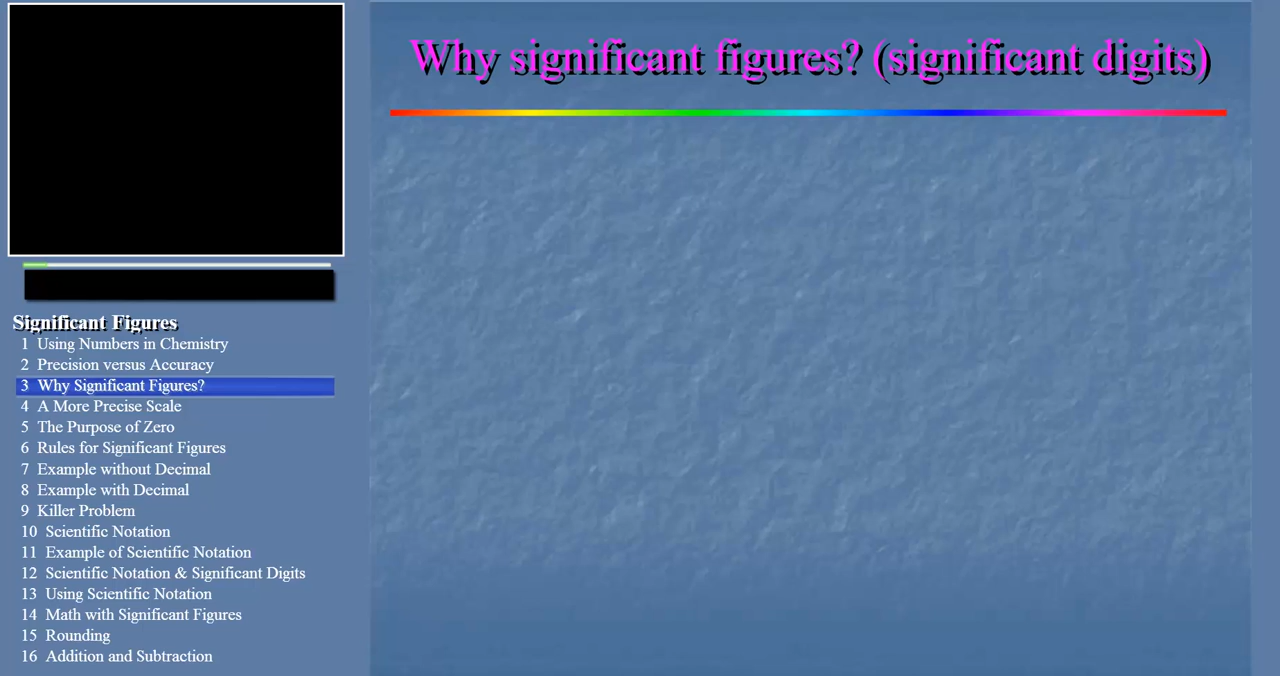 Why significant figures? (significant digits)
Significant Figures
1 Using Numbers in Chemistry
2 Precision versus Accuracy
3 Why Significant Figures?
4 A More Precise Scale
5 The Purpose of Zero
6 Rules for Significant Figures
7 Example without Decimal
8 Example with Decimal
9 Killer Problem
10 Scientific Notation
11 Example of Scientific Notation
12 Scientific Notation & Significant Digits
13 Using Scientific Notation
14 Math with Significant Figures
15 Rounding
16 Addition and Subtraction